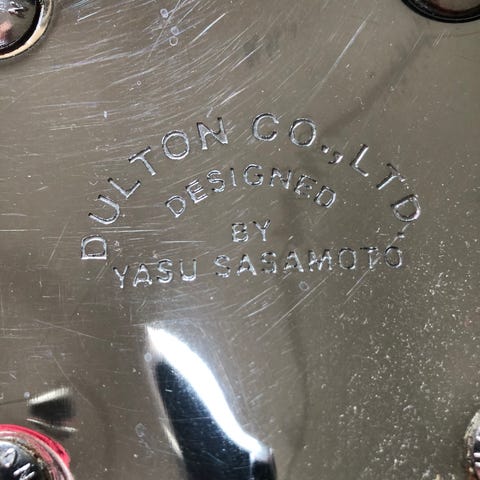 DULTON CO., LTD.
DESIGNED
BY
YASU SASAMOTO